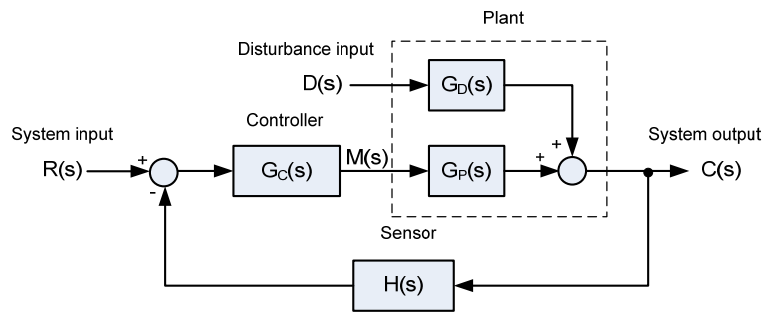 Plant
Disturbance input
D(s)
G_D(s)
Controller
System input
System output
R(s)
+
-
G_C(s)
M(s)
G_P(s)
+
+
C(s)
Sensor
H(s)